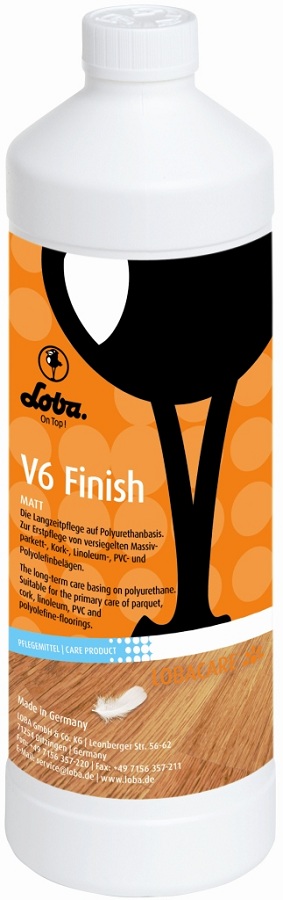 Loba.
On Top!
V6 Finish
MATT
Die Langzeitpflege auf Polyurethanbasis.
Zur Erstpflege von versiegelten Massiv-
parkett-, Kork-, Linoleum-, PVC- und
Polyolefinbelägen.
The long-term care basing on polyurethane.
Suitable for the primary care of parquet,
cork, linoleum, PVC and
polyoleline-floorings.
PFLEGEMITTEL | CARE PRODUCT
LOBACARE
Made in Germany
LOBA GmbH & Co. KG | Leonberger Str. 56-62
71254 Ditzingen | Germany
Fon: +49 7156 357-220 | Fax: +49 7156 357-211
E-Mail: service@loba.de | www.loba.de